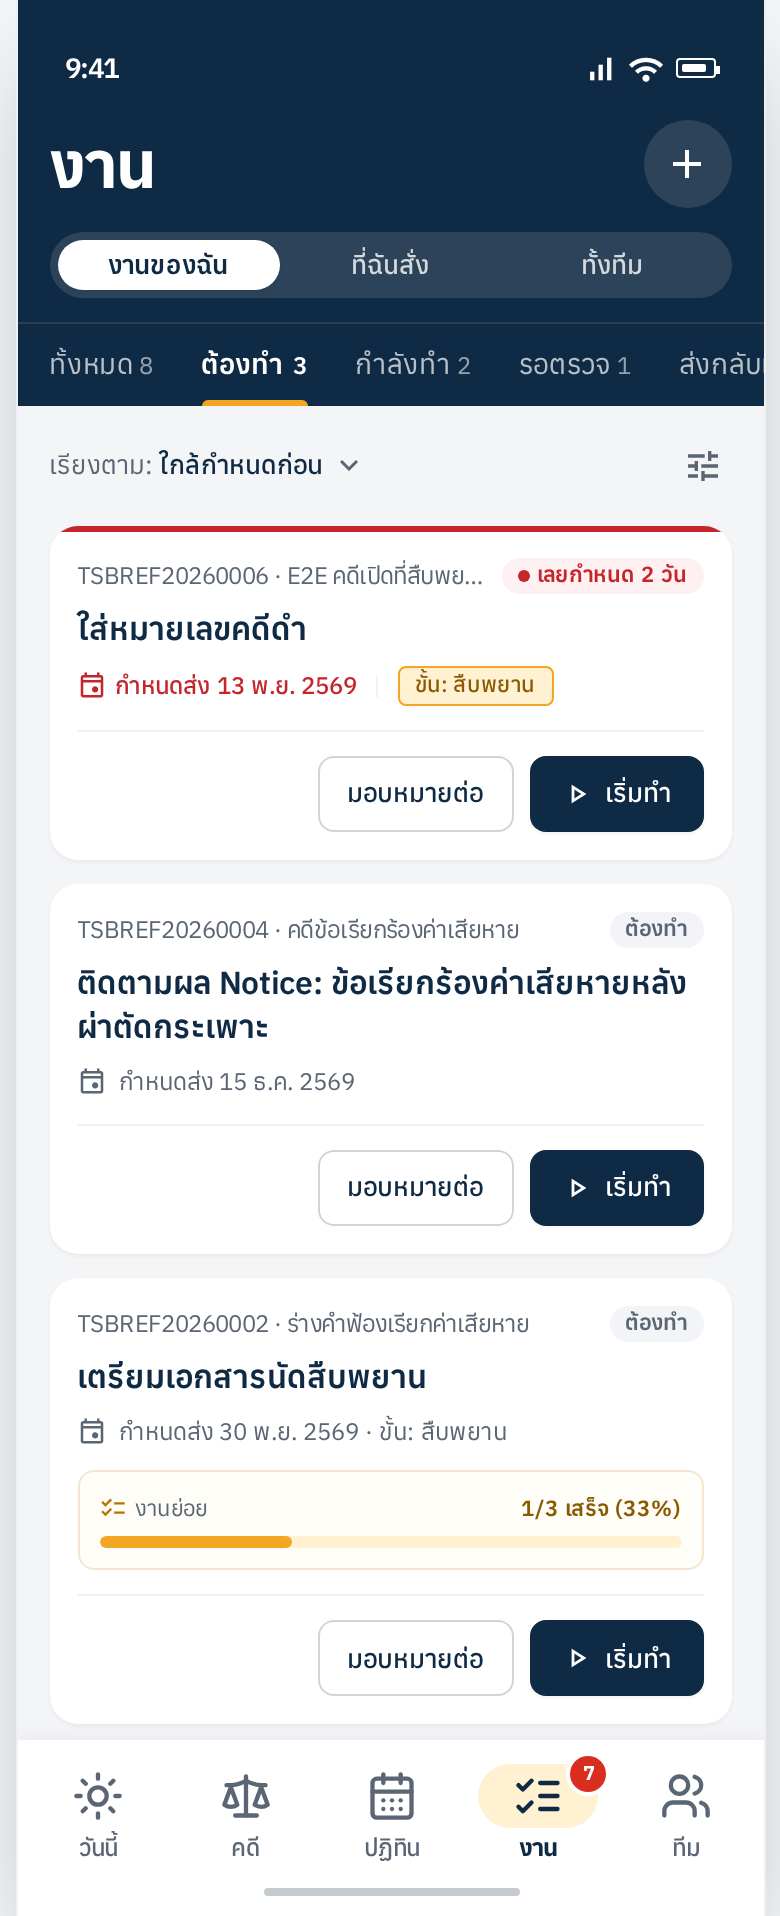 9:41
งาน
งานของฉัน ที่ฉันสั่ง ทั้งทีม
ทั้งหมด 8 ต้องทำ 3 กำลังทำ 2 รอตรวจ 1 ส่งกลับ
เรียงตาม: ใกล้กำหนดก่อน
TSBREF20260006 · E2E คดีเปิดที่สืบพย... เลยกำหนด 2 วัน
ใส่หมายเลขคดีดำ
กำหนดส่ง 13 พ.ย. 2569 ขั้น: สืบพยาน
มอบหมายต่อ เริ่มทำ
TSBREF20260004 · คดีข้อเรียกร้องค่าเสียหาย ต้องทำ
ติดตามผล Notice: ข้อเรียกร้องค่าเสียหายหลัง
ผ่าตัดกระเพาะ
กำหนดส่ง 15 ธ.ค. 2569
มอบหมายต่อ เริ่มทำ
TSBREF20260002 · ร่างคำฟ้องเรียกค่าเสียหาย ต้องทำ
เตรียมเอกสารนัดสืบพยาน
กำหนดส่ง 30 พ.ย. 2569 · ขั้น: สืบพยาน
งานย่อย 1/3 เสร็จ (33%)
มอบหมายต่อ เริ่มทำ
7
วันนี้ คดี ปฏิทิน งาน ทีม